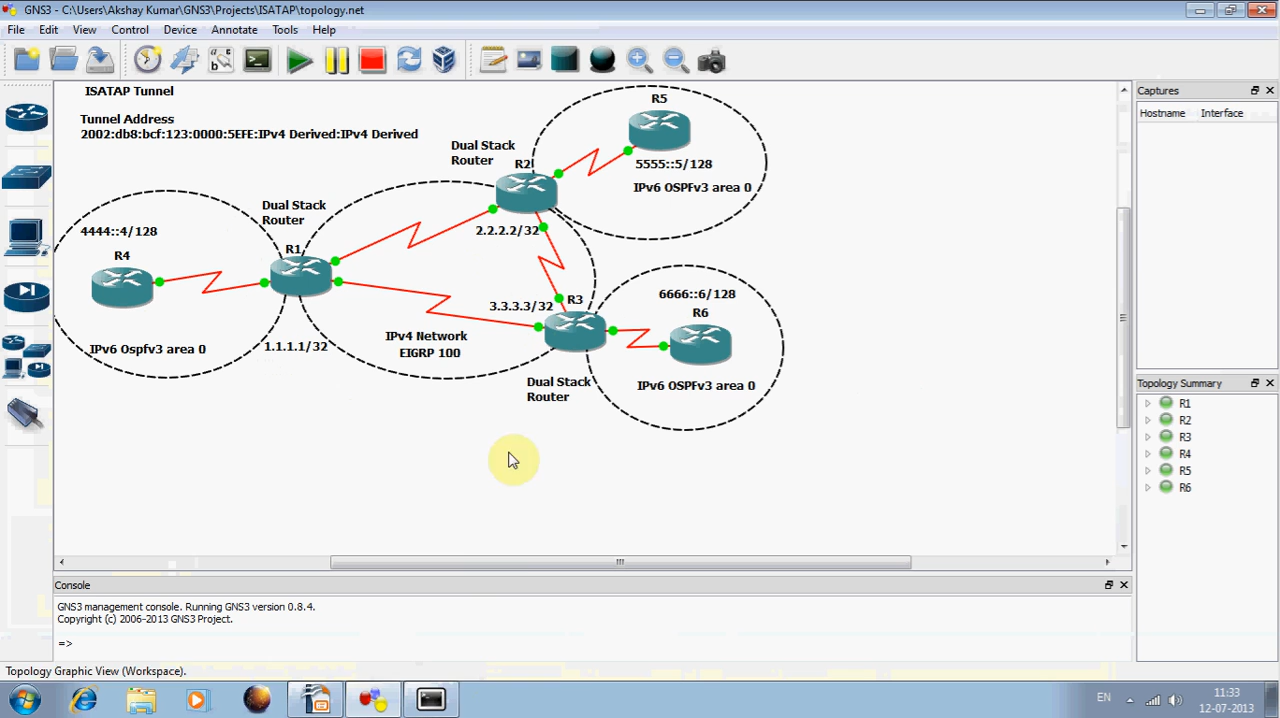 GNS3 - C:\Users\Akshay Kumar\GNS3\Projects\ISATAP\topology.net
File Edit View Control Device Annotate Tools Help
ISATAP Tunnel
Tunnel Address
2002:db8:bcf:123:0000:5EFE:IPv4 Derived:IPv4 Derived
R5
5555::5/128
IPv6 OSPFv3 area 0
Dual Stack
Router
R2
2.2.2.2/32
Dual Stack
Router
R1
4444::4/128
R4
IPv6 Ospfv3 area 0
1.1.1.1/32
IPv4 Network
EIGRP 100
3.3.3.3/32
R3
Dual Stack
Router
6666::6/128
R6
IPv6 OSPFv3 area 0
Captures
Hostname Interface
Topology Summary
R1
R2
R3
R4
R5
R6
Console
GNS3 management console. Running GNS3 version 0.8.4.
Copyright (c) 2006-2013 GNS3 Project.
=>
Topology Graphic View (Workspace).
EN
11:33
12-07-2013